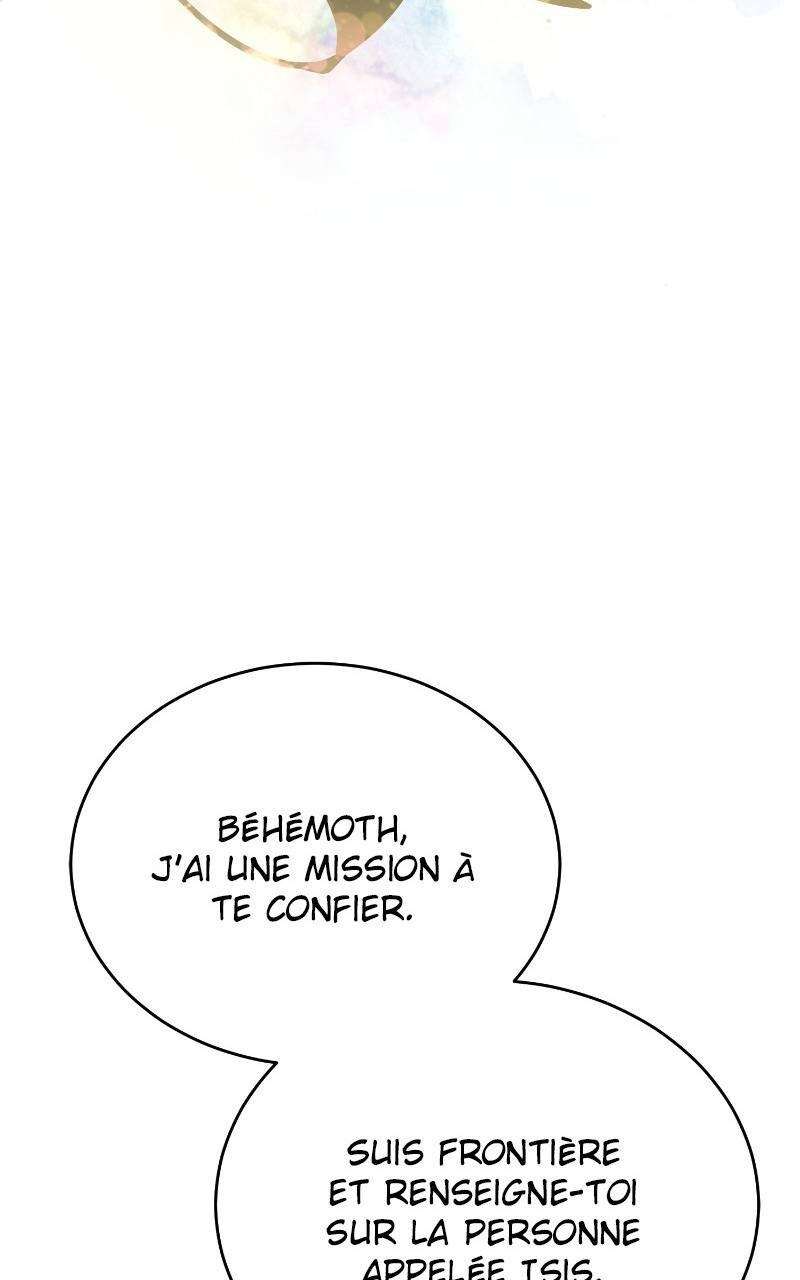 BÉHÉMOTH,
J'AI UNE MISSION À
TE CONFIER.
SUIS FRONTIÈRE
ET RENSEIGNE-TOI
SUR LA PERSONNE
APPELÉE ISIS.